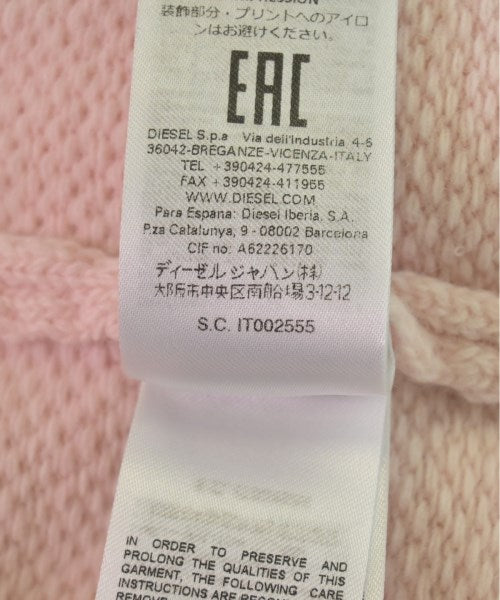 装飾部分・プリントへのアイロ
ンはお避けください。
EAC
DIESEL S.p.a Via dell'Industria, 4-6
36042-BREGANZE-VICENZA-ITALY
TEL +390424-477555
FAX +390424-411955
WWW.DIESEL.COM
Para Espana: Diesel Iberia, S.A.
P.za Catalunya, 9 - 08002 Barcelona
CIF no: A62226170
ディーゼル ジャパン(株)
大阪市中央区南船場3-12-12
S.C. IT002555
IN ORDER TO PRESERVE AND
PROLONG THE QUALITIES OF THIS
GARMENT, THE FOLLOWING CARE
INSTRUCTIONS ARE
REMOVE